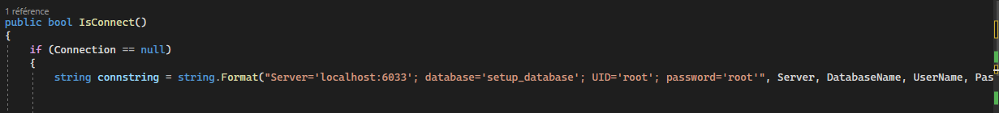 1 référence
public bool IsConnect()
{
if (Connection == null)
{
string connstring = string.Format("Server='localhost:6033'; database='setup_database'; UID='root'; password='root'", Server, DatabaseName, UserName, Pas